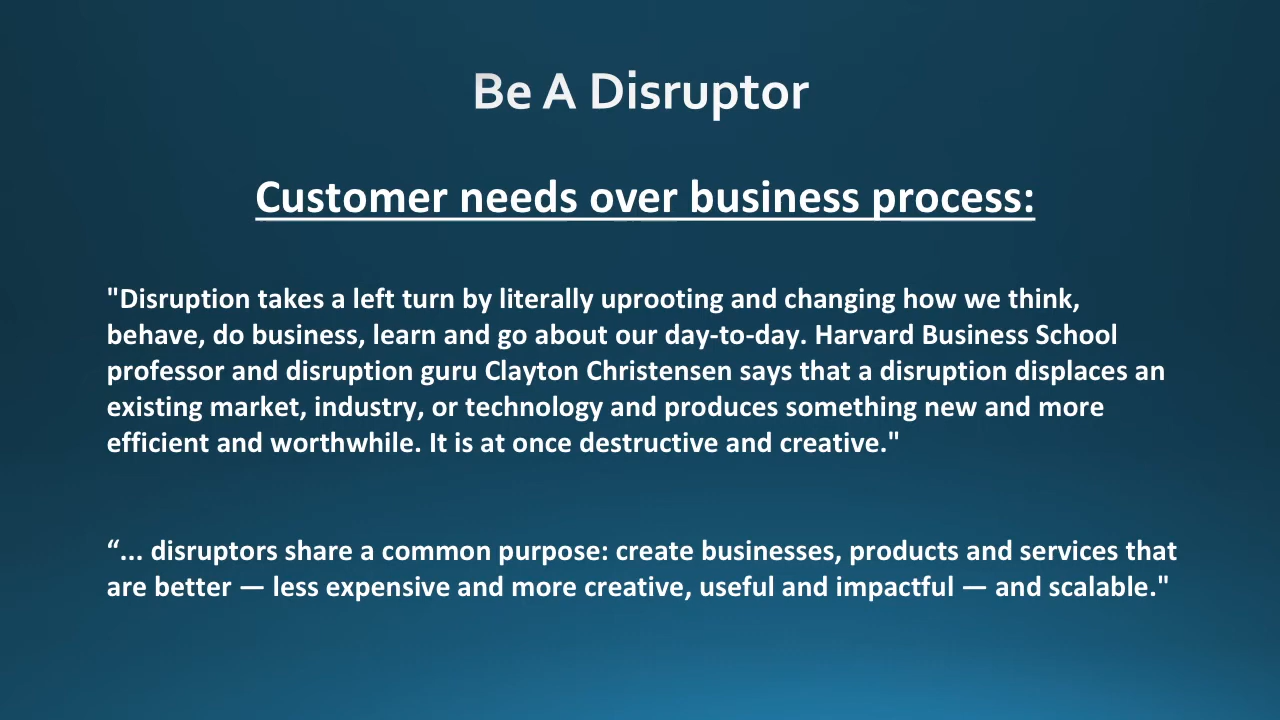 Be A Disruptor
Customer needs over business process:
"Disruption takes a left turn by literally uprooting and changing how we think,
behave, do business, learn and go about our day-to-day. Harvard Business School
professor and disruption guru Clayton Christensen says that a disruption displaces an
existing market, industry, or technology and produces something new and more
efficient and worthwhile. It is at once destructive and creative."
“... disruptors share a common purpose: create businesses, products and services that
are better — less expensive and more creative, useful and impactful — and scalable."